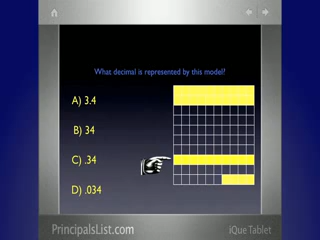 What decimal is represented by this model?
A) 3.4
B) 34
C) .34
D) .034
PrincipalsList.com
iQue Tablet